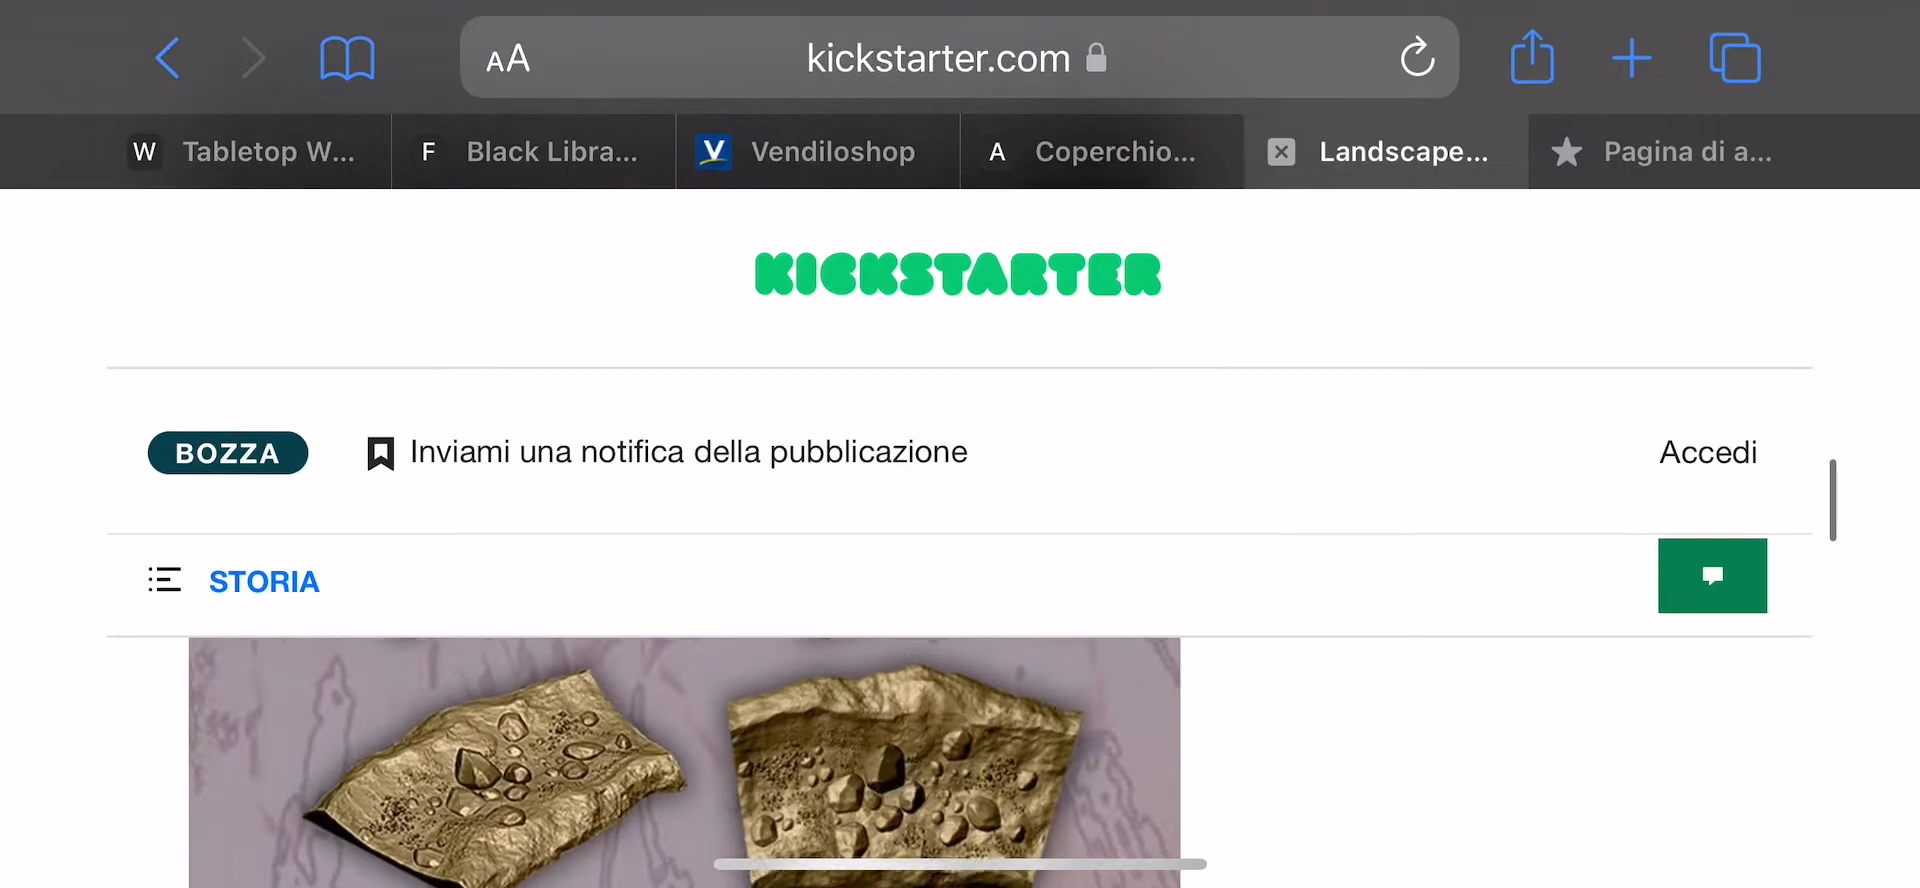 AA kickstarter.com
W Tabletop W... F Black Libra... V Vendiloshop A Coperchio... Landscape... Pagina di a...
KICKSTARTER
BOZZA Inviami una notifica della pubblicazione Accedi
STORIA